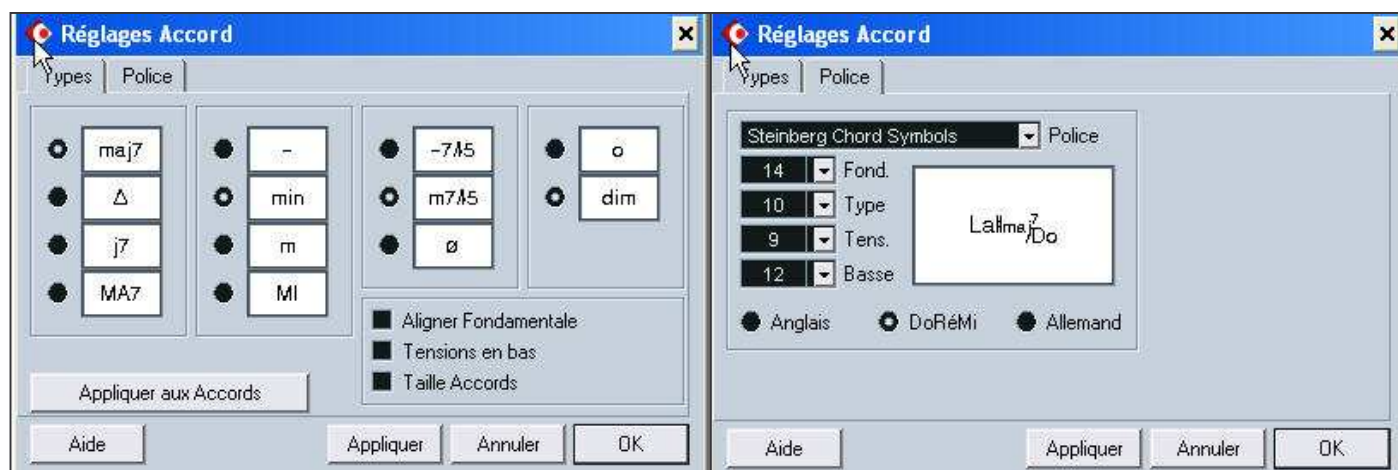 Réglages Accord
Types Police
maj7 - -7/♭5 o
Δ min m7/♭5 dim
j7 m ø
MA7 MI
Aligner Fondamentale
Tensions en bas
Taille Accords
Appliquer aux Accords
Aide Appliquer Annuler OK
Réglages Accord
Types Police
Steinberg Chord Symbols Police
14 Fond.
10 Type
9 Tens.
12 Basse
Anglais DoRéMi Allemand
Aide Appliquer Annuler OK